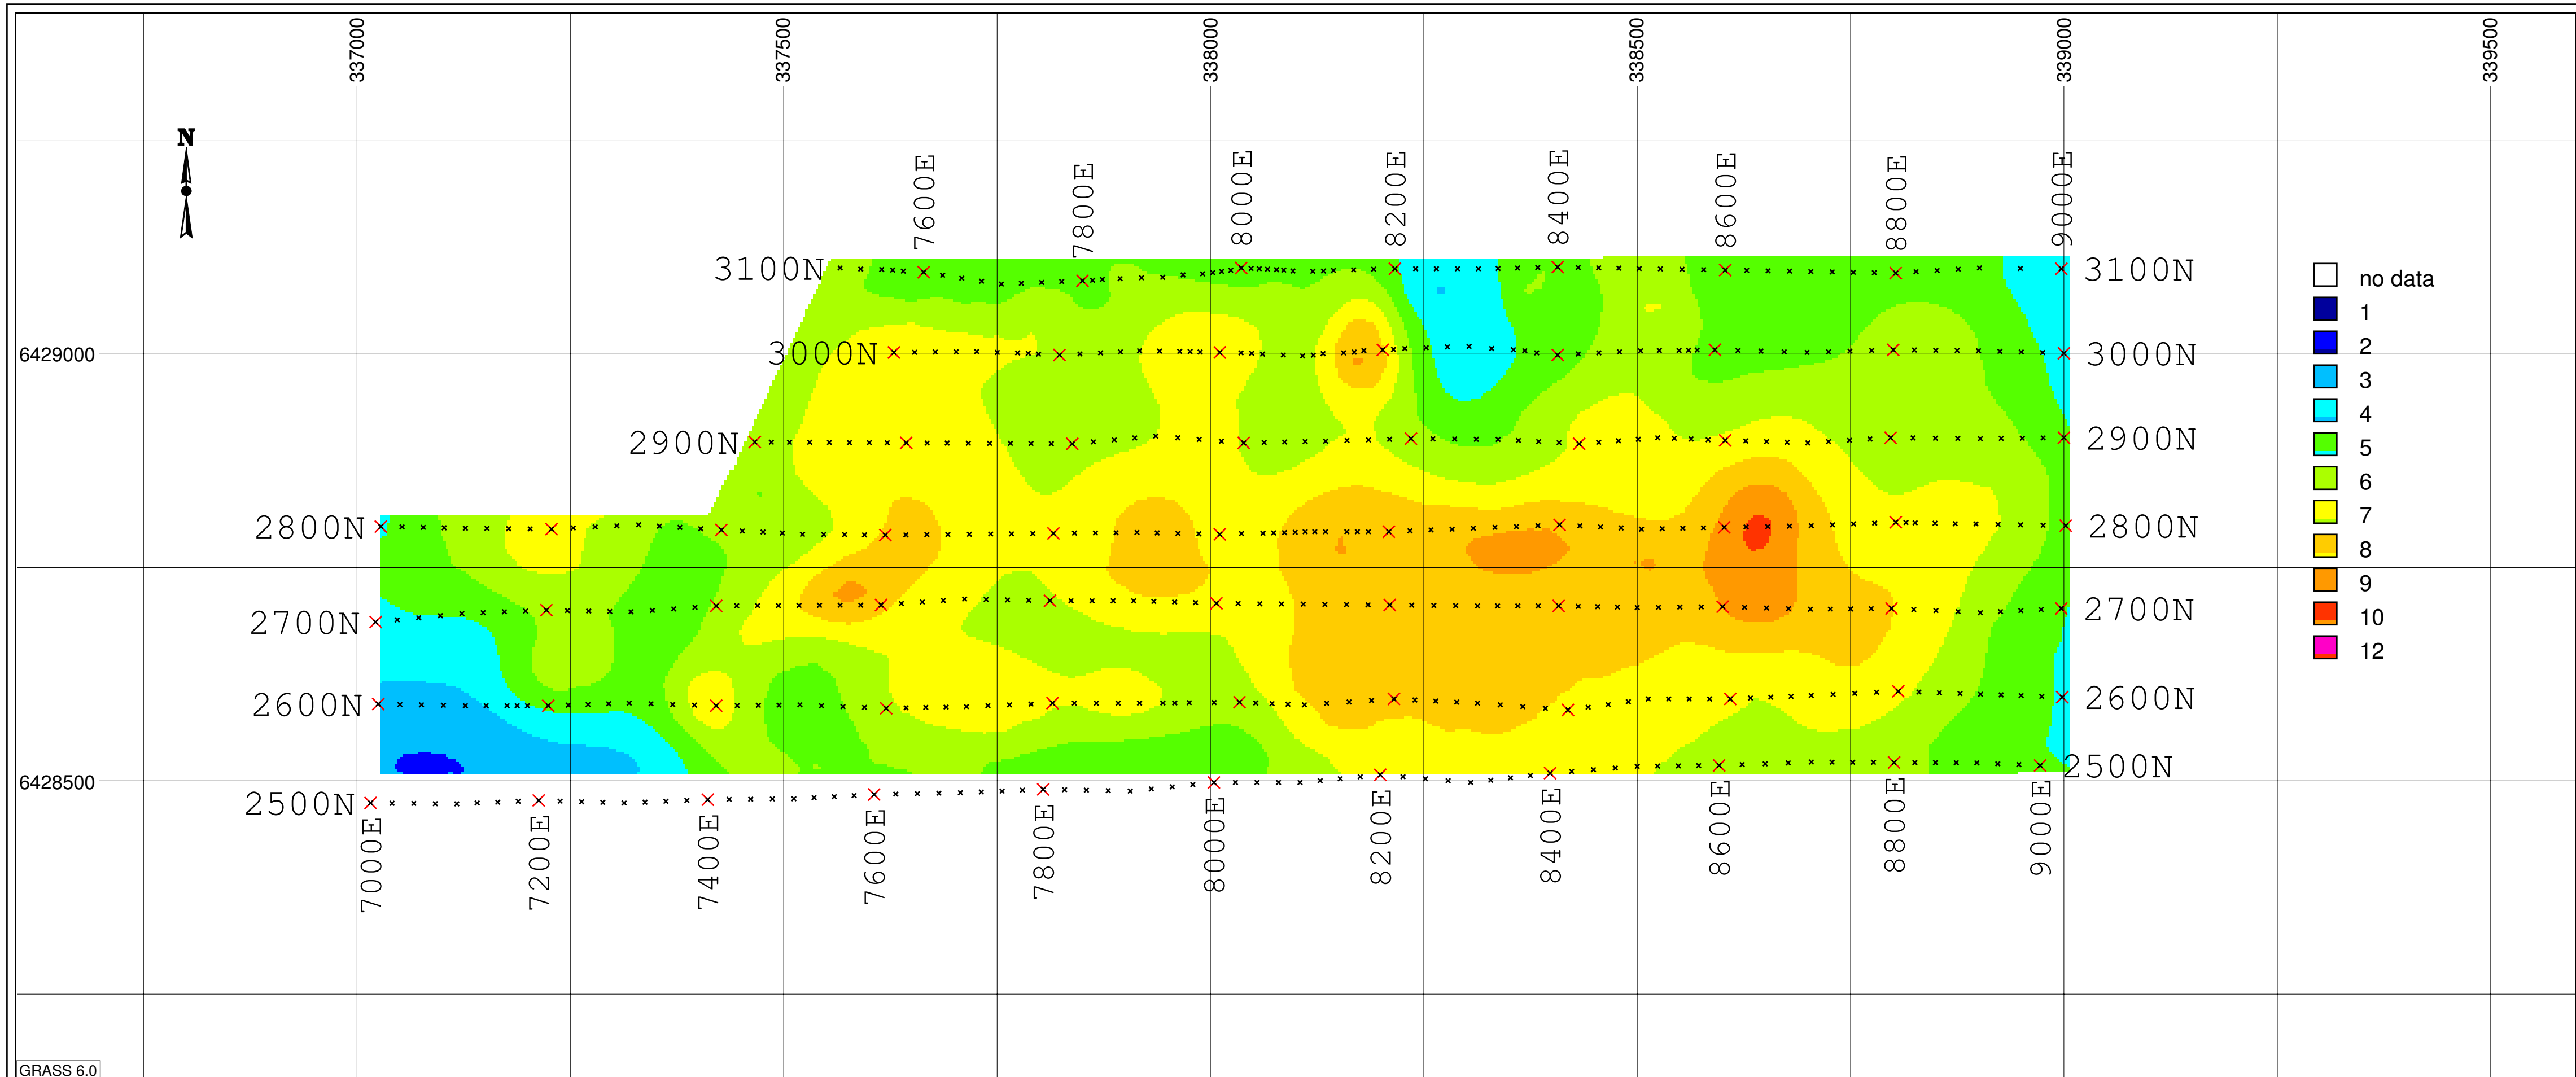 337000 337500 338000 338500 339000 339500
N
7600E 7800E 8000E 8200E 8400E 8600E 8800E 9000E
3100N 3100N
no data
1
6429000 3000N 3000N
2
3
4
2900N 2900N
5
6
7
2800N 2800N
8
9
2700N 2700N
10
12
2600N 2600N
6428500 2500N
2500N
7000E 7200E 7400E 7600E 7800E 8000E 8200E 8400E 8600E 8800E 9000E
GRASS 6.0